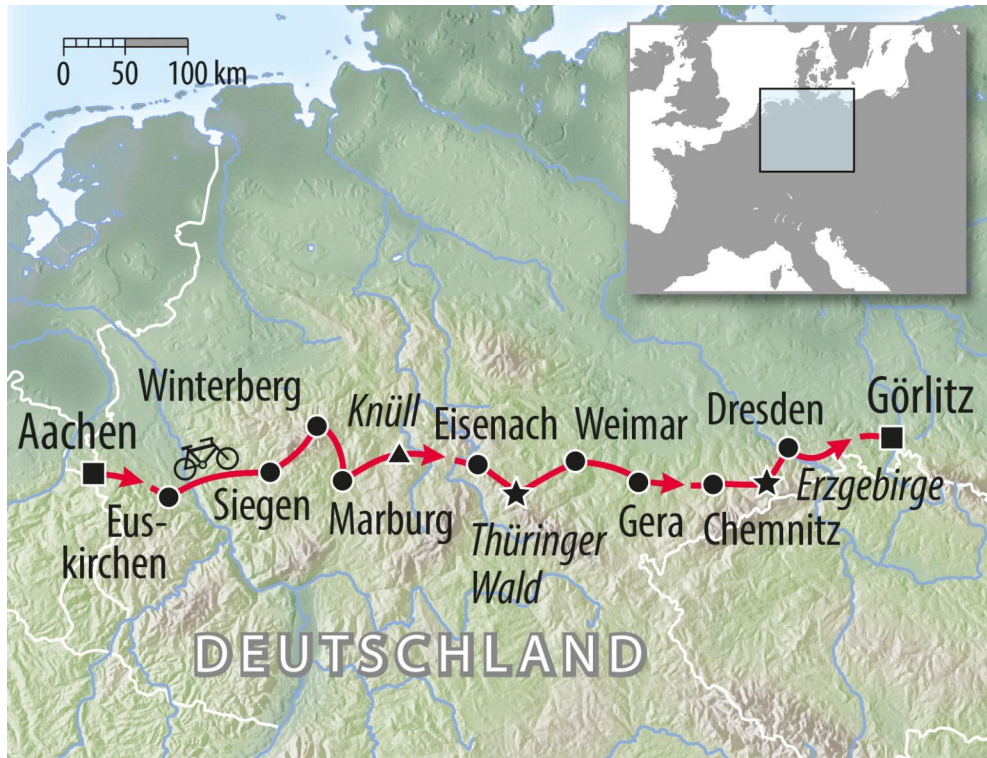 0 50 100 km
Winterberg
Knüll
Aachen
Eisenach
Weimar
Dresden
Görlitz
Eus-
kirchen
Siegen
Marburg
Thüringer
Wald
Gera
Chemnitz
Erzgebirge
DEUTSCHLAND